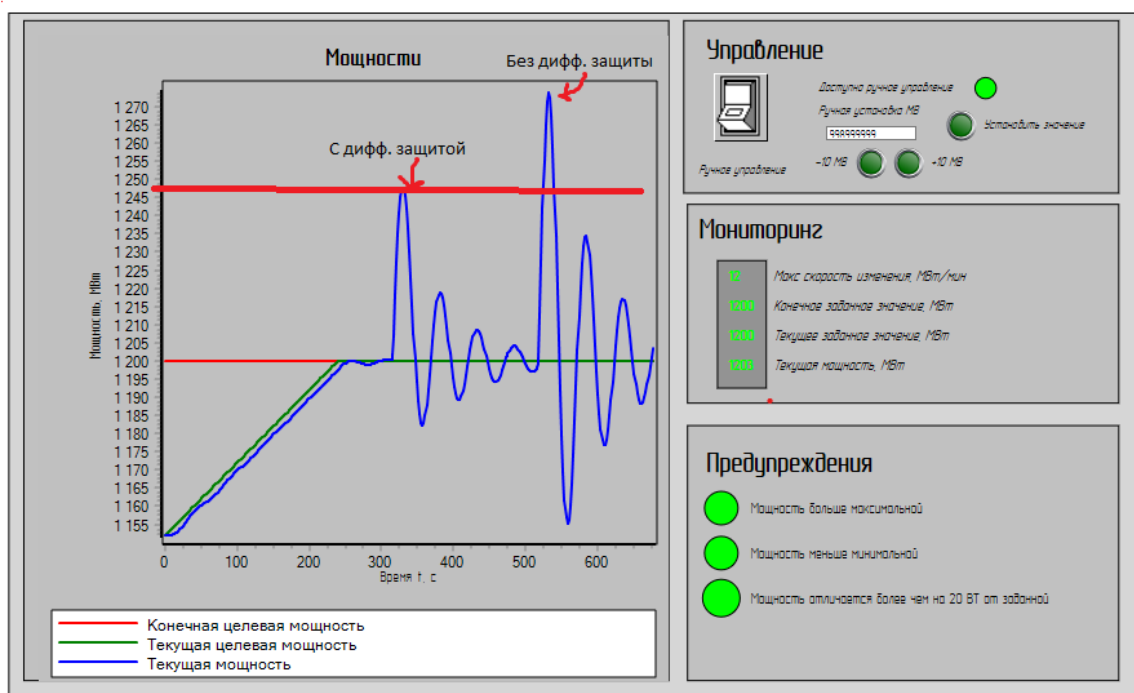 Мощности
Без дифф. защиты
С дифф. защитой
Мощность, МВт
1 270
1 265
1 260
1 255
1 250
1 245
1 240
1 235
1 230
1 225
1 220
1 215
1 210
1 205
1 200
1 195
1 190
1 185
1 180
1 175
1 170
1 165
1 160
1 155
0 100 200 300 400 500 600
Время t, с
Конечная целевая мощность
Текущая целевая мощность
Текущая мощность
Управление
Доступно ручное управление
Ручная установка МВ
Установить значение
-10 МВ
+10 МВ
Ручное управление
Мониторинг
Макс скорость изменения, МВт/мин
Конечное заданное значение, МВт
Текущее заданное значение, МВт
Текущая мощность, МВт
Предупреждения
Мощность больше максимальной
Мощность меньше минимальной
Мощность отличается более чем на 20 ВТ от заданной